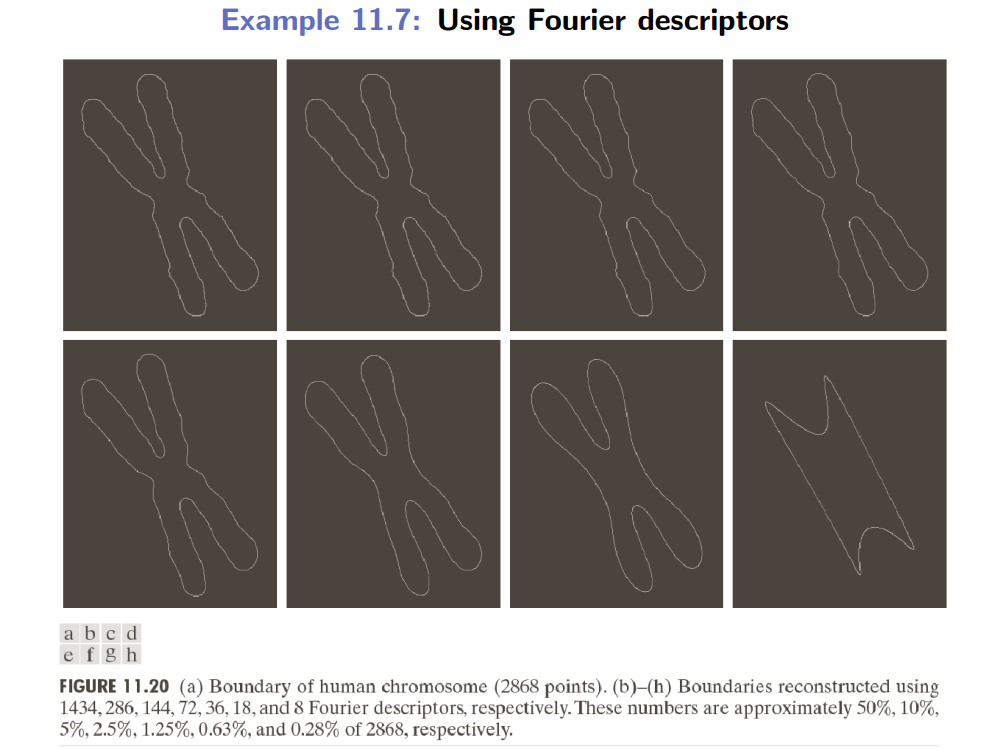 Example 11.7: Using Fourier descriptors
a b c d
e f g h
FIGURE 11.20 (a) Boundary of human chromosome (2868 points). (b)–(h) Boundaries reconstructed using
1434, 286, 144, 72, 36, 18, and 8 Fourier descriptors, respectively. These numbers are approximately 50%, 10%,
5%, 2.5%, 1.25%, 0.63%, and 0.28% of 2868, respectively.